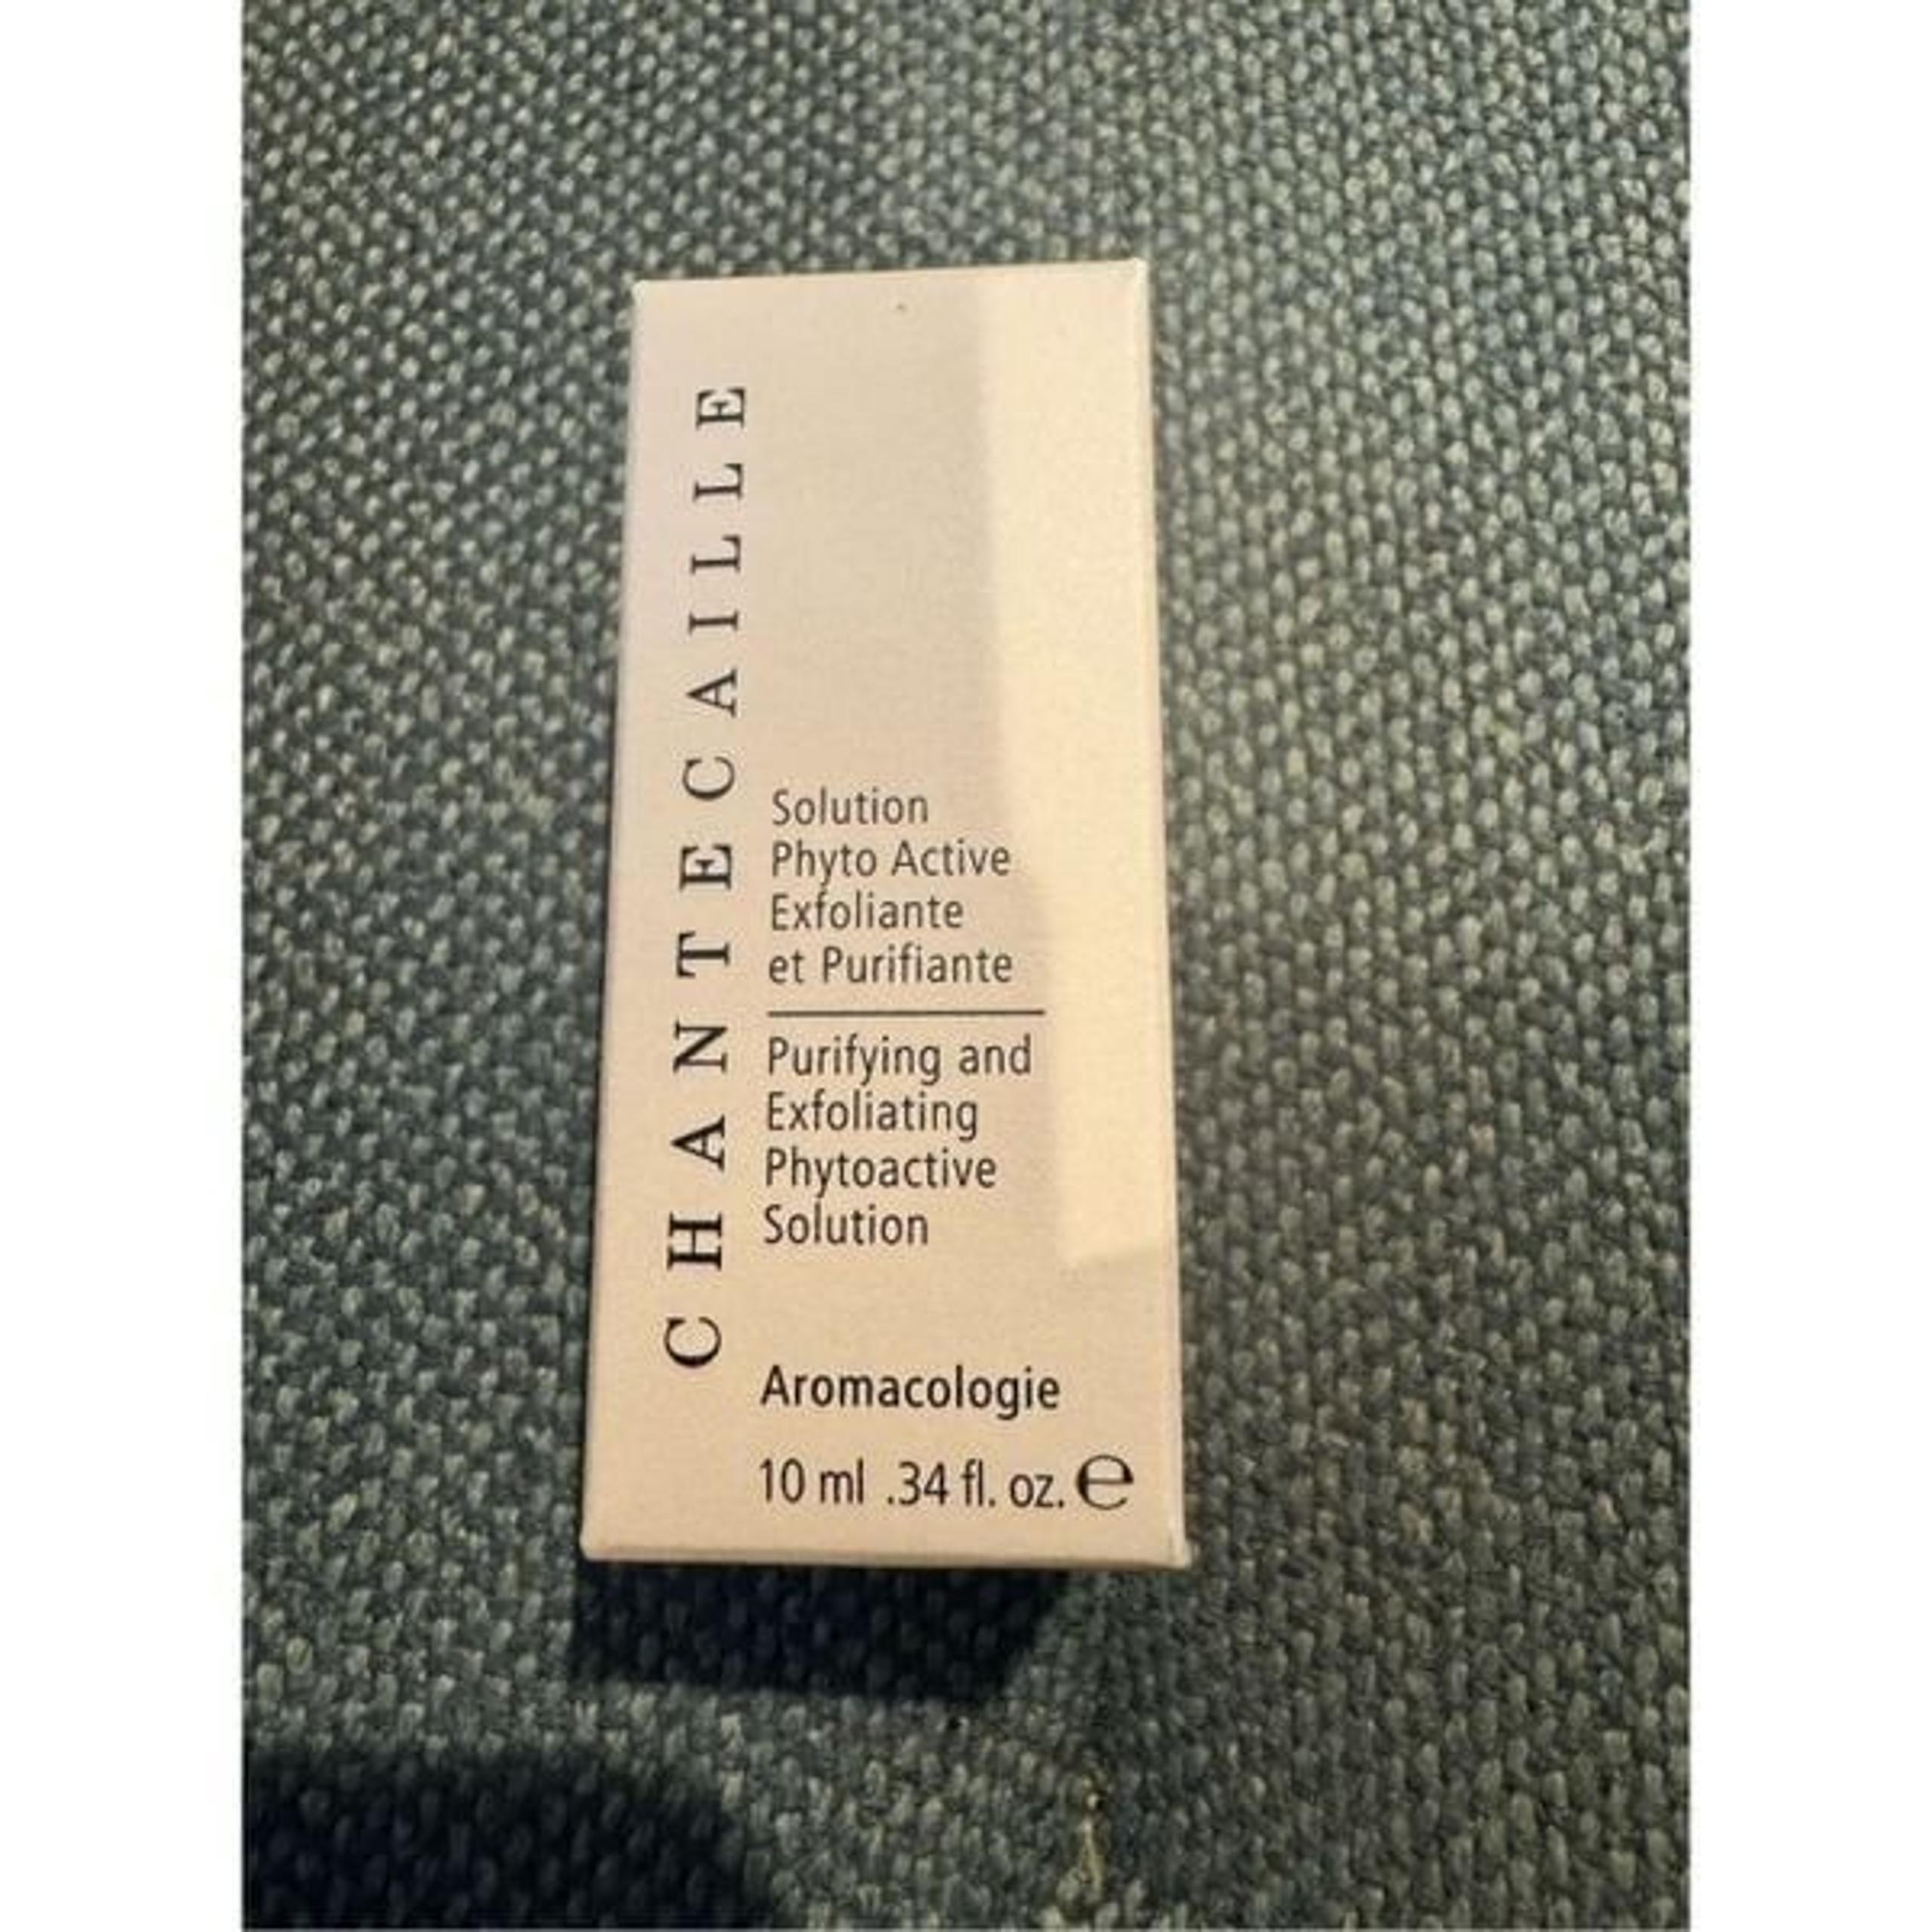 CHANTECAILLE
Solution
Phyto Active
Exfoliante
et Purifiante
Purifying and
Exfoliating
Phytoactive
Solution
Aromacologie
10 ml .34 fl. oz. ℮